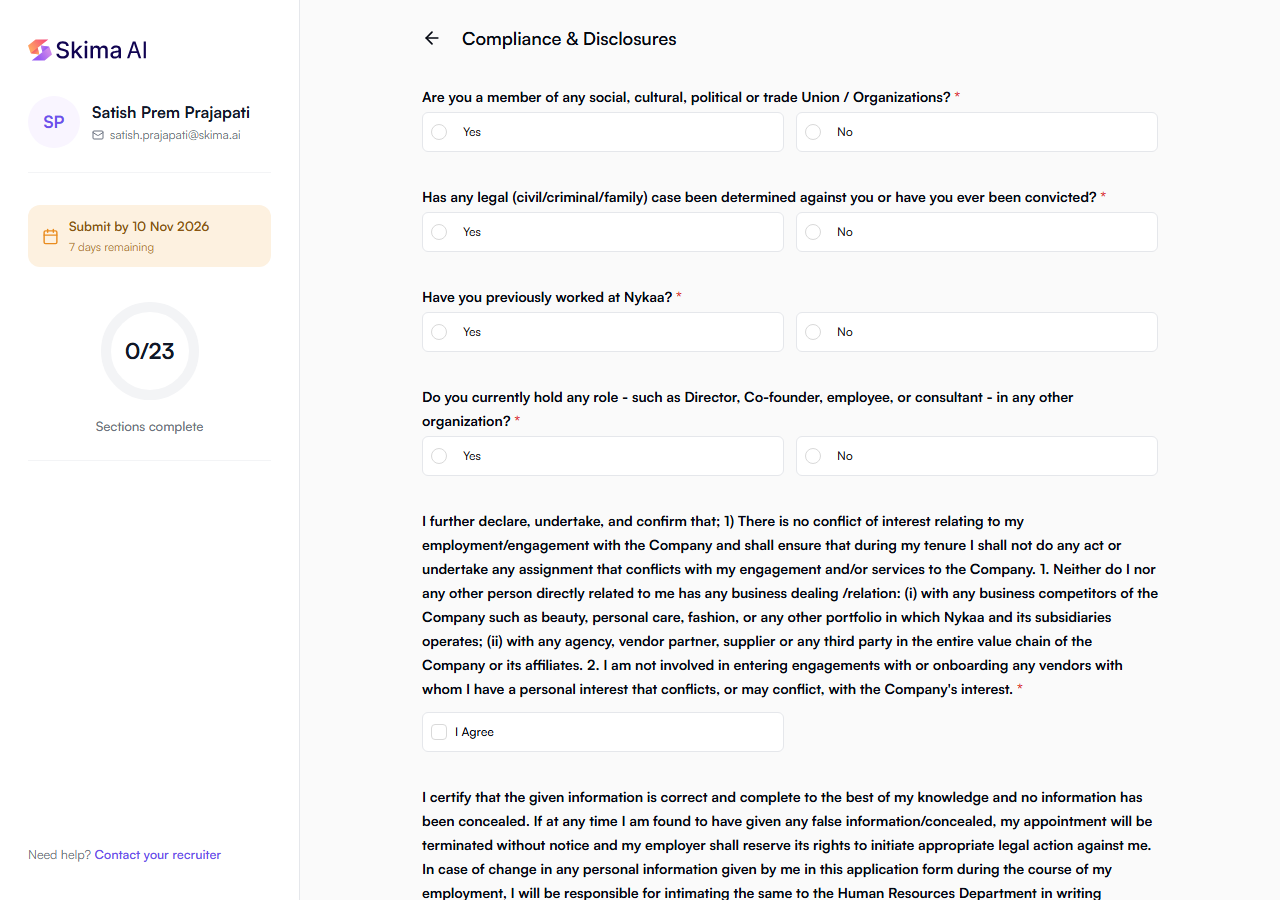 Skima AI
SP
Satish Prem Prajapati
satish.prajapati@skima.ai
Submit by 10 Nov 2026
7 days remaining
0/23
Sections complete
Need help? Contact your recruiter
Compliance & Disclosures
Are you a member of any social, cultural, political or trade Union / Organizations? *
Yes
No
Has any legal (civil/criminal/family) case been determined against you or have you ever been convicted? *
Yes
No
Have you previously worked at Nykaa? *
Yes
No
Do you currently hold any role - such as Director, Co-founder, employee, or consultant - in any other
organization? *
Yes
No
I further declare, undertake, and confirm that; 1) There is no conflict of interest relating to my
employment/engagement with the Company and shall ensure that during my tenure I shall not do any act or
undertake any assignment that conflicts with my engagement and/or services to the Company. 1. Neither do I nor
any other person directly related to me has any business dealing /relation: (i) with any business competitors of the
Company such as beauty, personal care, fashion, or any other portfolio in which Nykaa and its subsidiaries
operates; (ii) with any agency, vendor partner, supplier or any third party in the entire value chain of the
Company or its affiliates. 2. I am not involved in entering engagements with or onboarding any vendors with
whom I have a personal interest that conflicts, or may conflict, with the Company's interest. *
I Agree
I certify that the given information is correct and complete to the best of my knowledge and no information has
been concealed. If at any time I am found to have given any false information/concealed, my appointment will be
terminated without notice and my employer shall reserve its rights to initiate appropriate legal action against me.
In case of change in any personal information given by me in this application form during the course of my
employment, I will be responsible for intimating the same to the Human Resources Department in writing